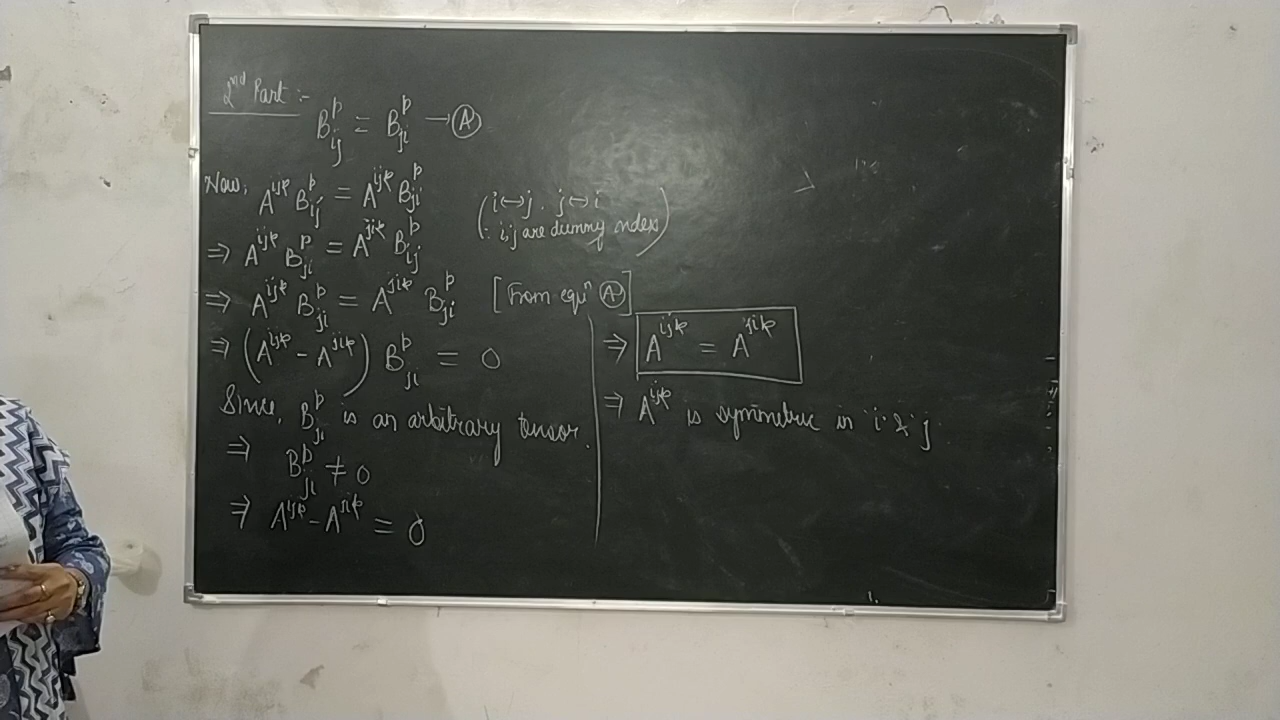 2nd Part :-
B^p_ij = B^p_ji → Ⓐ
Now, A^ijk B^p_ij = A^ijk B^p_ji
(i↔j, j↔i
∵ i,j are dummy index)
⇒ A^ijk B^p_ji = A^jik B^p_ij
⇒ A^ijk B^p_ji = A^jik B^p_ji [From equⁿ Ⓐ]
⇒ (A^ijk - A^jik) B^p_ji = 0
Since, B^p_ji is an arbitrary tensor.
⇒ B^p_ji ≠ 0
⇒ A^ijk - A^jik = 0
⇒ A^ijk = A^jik
⇒ A^ijk is symmetric in 'i' & 'j'